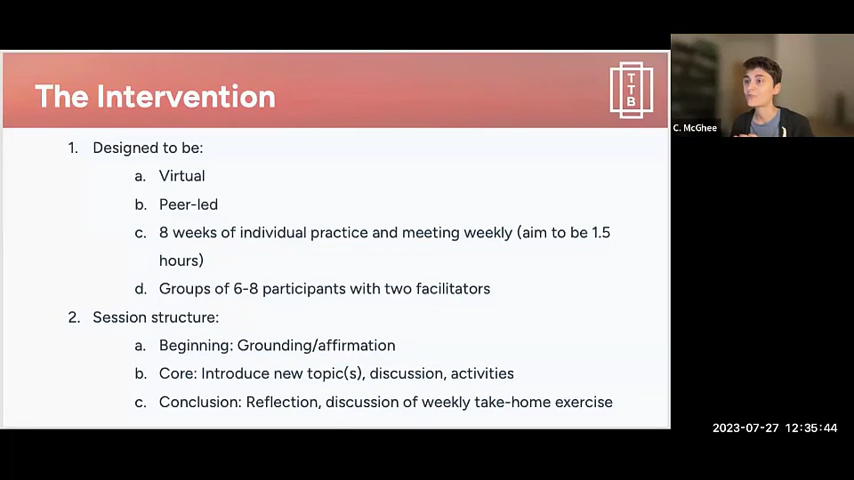 The Intervention
T
T
B
C. McGhee
1. Designed to be:
a. Virtual
b. Peer-led
c. 8 weeks of individual practice and meeting weekly (aim to be 1.5
hours)
d. Groups of 6-8 participants with two facilitators
2. Session structure:
a. Beginning: Grounding/affirmation
b. Core: Introduce new topic(s), discussion, activities
c. Conclusion: Reflection, discussion of weekly take-home exercise
2023-07-27 12:35:44